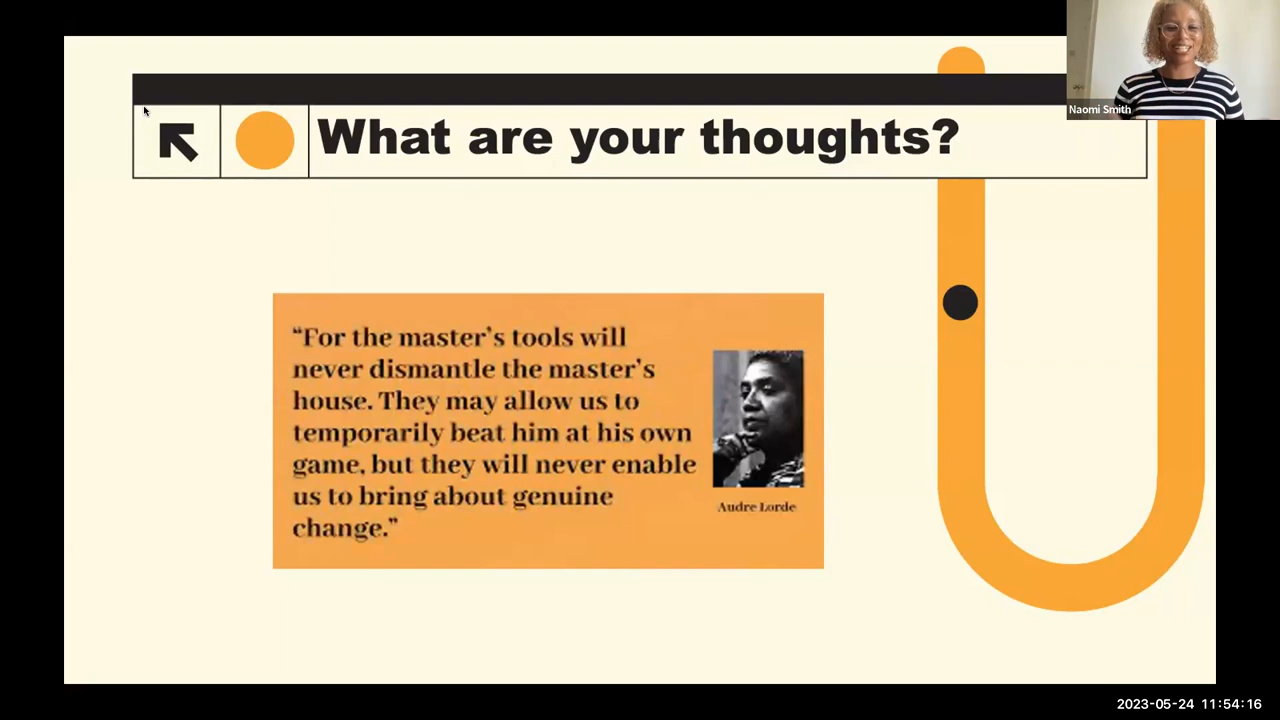 Naomi Smith
What are your thoughts?
“For the master’s tools will
never dismantle the master’s
house. They may allow us to
temporarily beat him at his own
game, but they will never enable
us to bring about genuine
change.”
Audre Lorde
2023-05-24 11:54:16